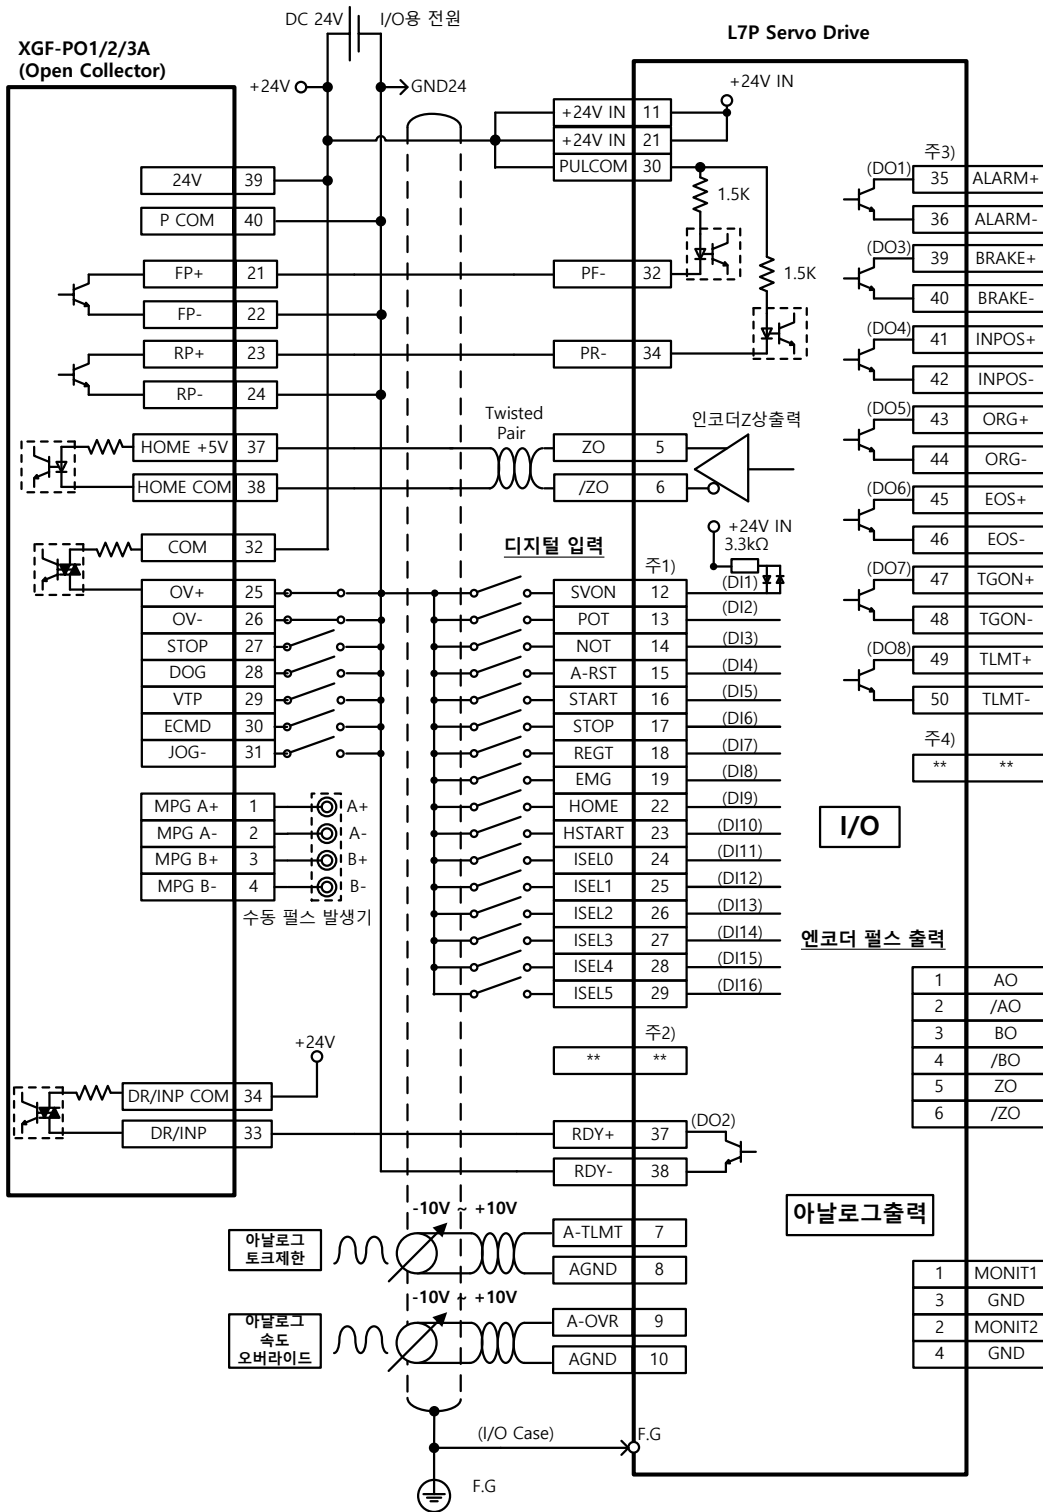 DC 24V I/O용 전원
XGF-PO1/2/3A
(Open Collector)
L7P Servo Drive
+24V
GND24
+24V IN
+24V IN 11
+24V IN 21
PULCOM 30
1.5K
1.5K
24V 39
P COM 40
FP+ 21
FP- 22
RP+ 23
RP- 24
HOME +5V 37
HOME COM 38
COM 32
OV+ 25
OV- 26
STOP 27
DOG 28
VTP 29
ECMD 30
JOG- 31
MPG A+ 1 A+
MPG A- 2 A-
MPG B+ 3 B+
MPG B- 4 B-
수동 펄스 발생기
+24V
DR/INP COM 34
DR/INP 33
PF- 32
PR- 34
Twisted
Pair
ZO 5
/ZO 6
인코더Z상출력
+24V IN
3.3kΩ
디지털 입력
주1)
SVON 12 (DI1)
POT 13 (DI2)
NOT 14 (DI3)
A-RST 15 (DI4)
START 16 (DI5)
STOP 17 (DI6)
REGT 18 (DI7)
EMG 19 (DI8)
HOME 22 (DI9)
HSTART 23 (DI10)
ISEL0 24 (DI11)
ISEL1 25 (DI12)
ISEL2 26 (DI13)
ISEL3 27 (DI14)
ISEL4 28 (DI15)
ISEL5 29 (DI16)
주2)
** **
RDY+ 37 (DO2)
RDY- 38
-10V ~ +10V
아날로그
토크제한
A-TLMT 7
AGND 8
-10V ~ +10V
아날로그
속도
오버라이드
A-OVR 9
AGND 10
(I/O Case)
F.G
F.G
주3)
(DO1) 35 ALARM+
36 ALARM-
(DO3) 39 BRAKE+
40 BRAKE-
(DO4) 41 INPOS+
42 INPOS-
(DO5) 43 ORG+
44 ORG-
(DO6) 45 EOS+
46 EOS-
(DO7) 47 TGON+
48 TGON-
(DO8) 49 TLMT+
50 TLMT-
주4)
** **
I/O
엔코더 펄스 출력
1 AO
2 /AO
3 BO
4 /BO
5 ZO
6 /ZO
아날로그출력
1 MONIT1
3 GND
2 MONIT2
4 GND